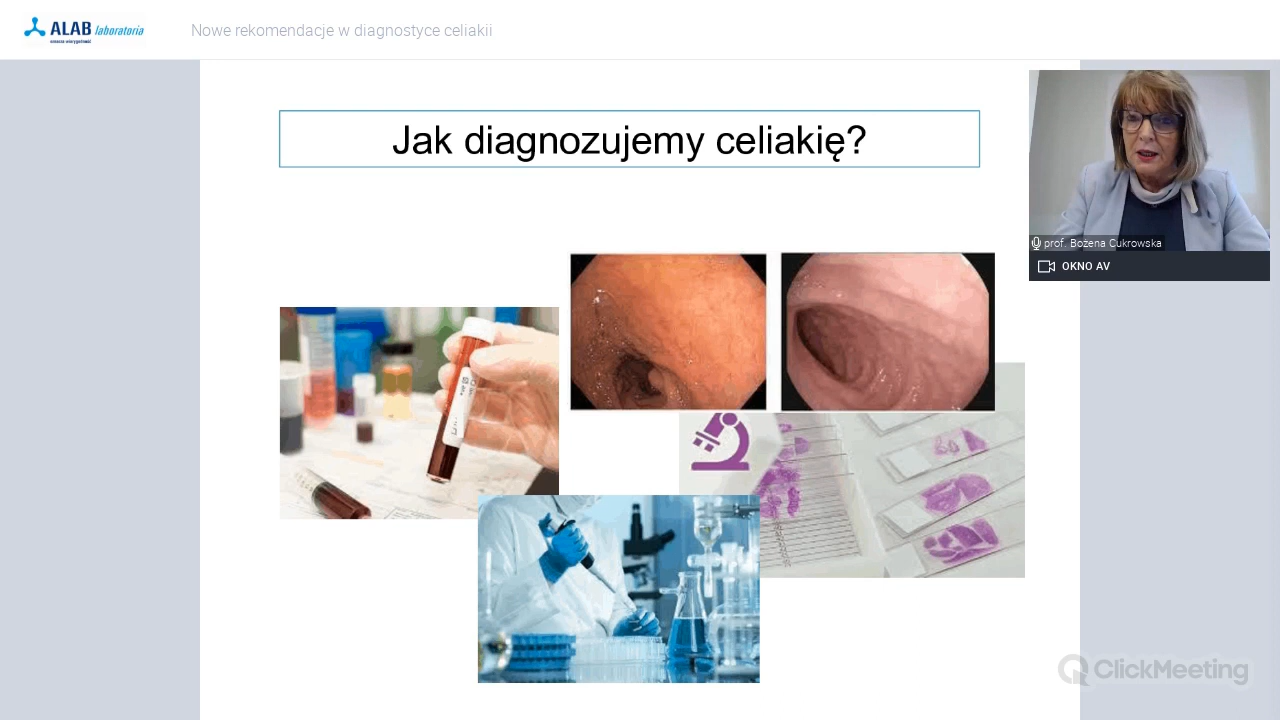 ALAB laboratoria
Nowe rekomendacje w diagnostyce celiakii
Jak diagnozujemy celiakię?
prof. Bożena Cukrowska
OKNO AV
ClickMeeting